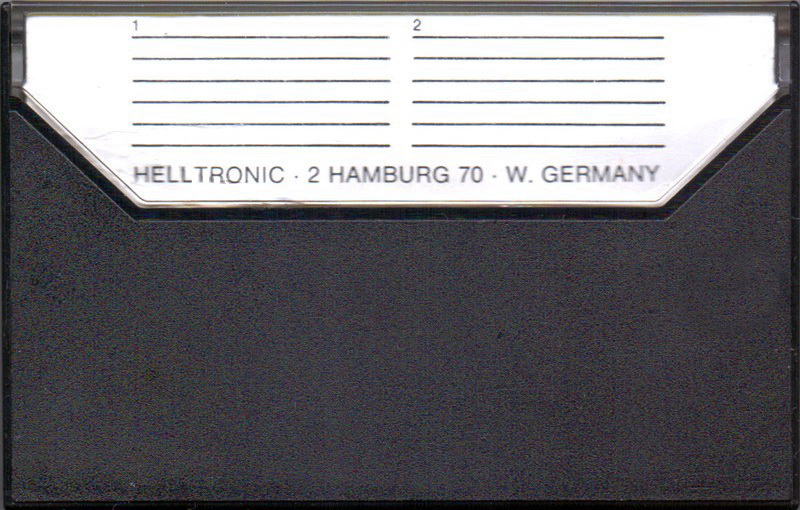 1 2
HELLTRONIC · 2 HAMBURG 70 · W. GERMANY